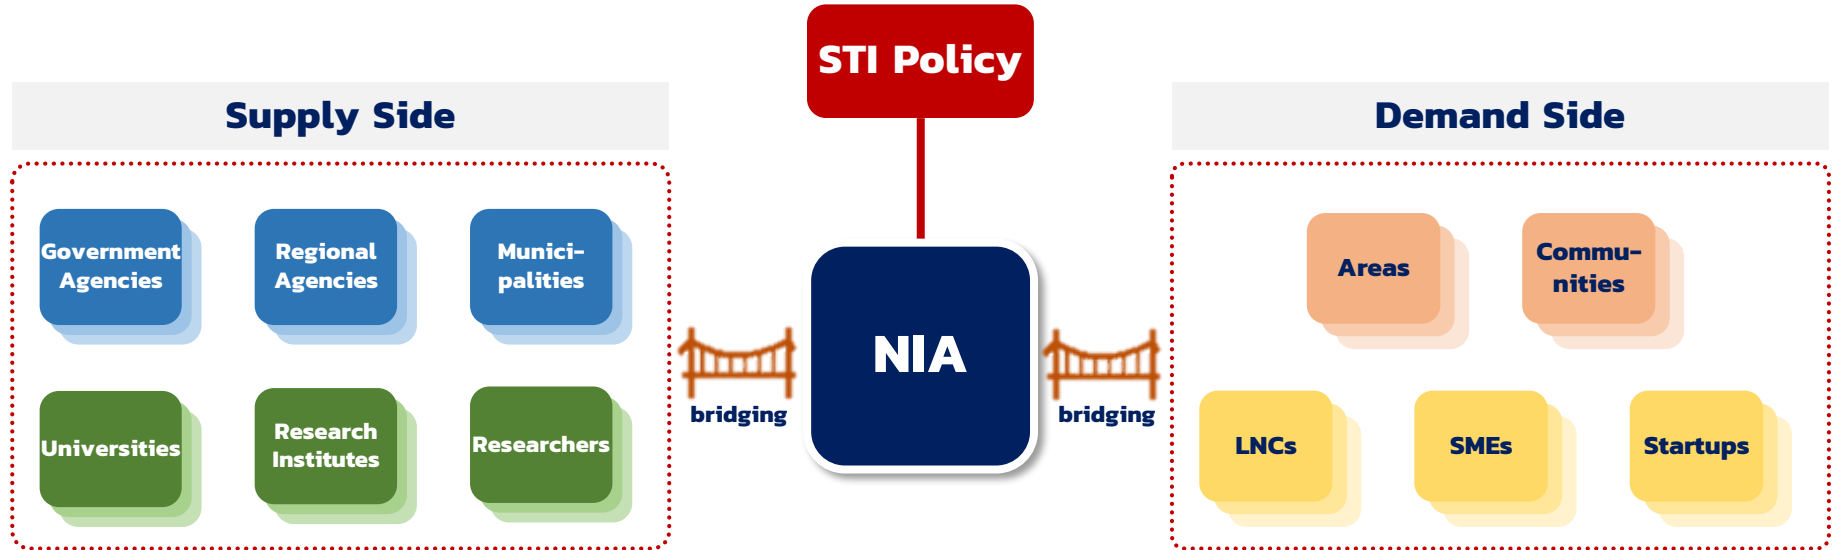 STI Policy
Supply Side
Demand Side
Government
Agencies
Regional
Agencies
Munici-
palities
Universities
Research
Institutes
Researchers
bridging
NIA
bridging
Areas
Commu-
nities
LNCs
SMEs
Startups